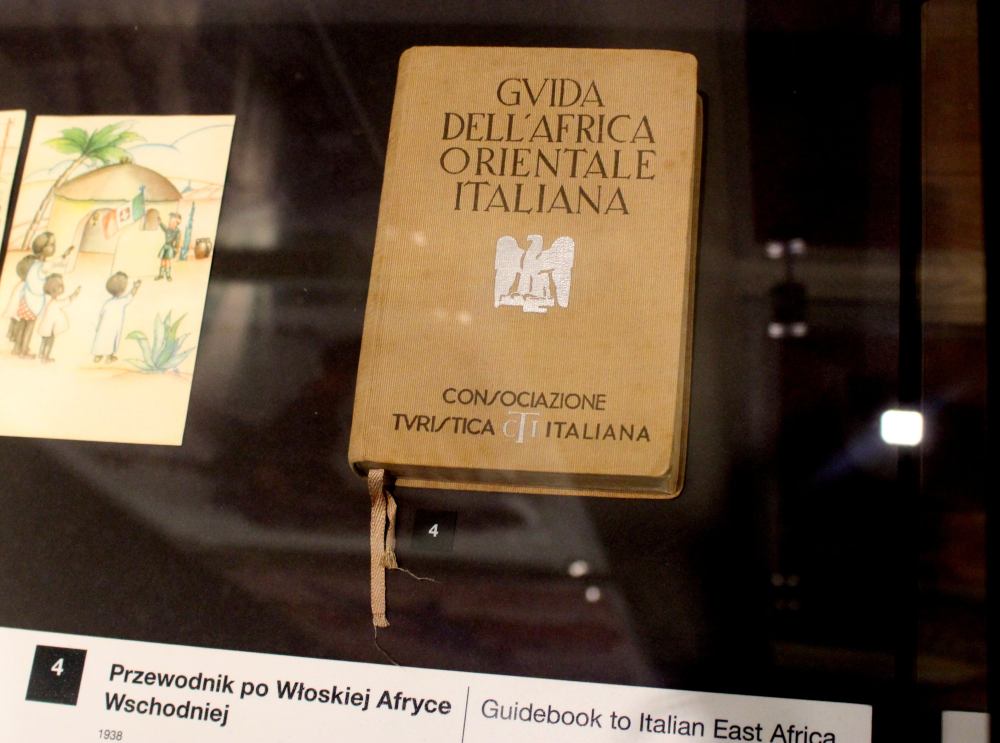 GVIDA
DELL'AFRICA
ORIENTALE
ITALIANA
CONSOCIAZIONE
TVRISTICA CTI ITALIANA
4
4
Przewodnik po Włoskiej Afryce
Wschodniej
1938
Guidebook to Italian East Africa